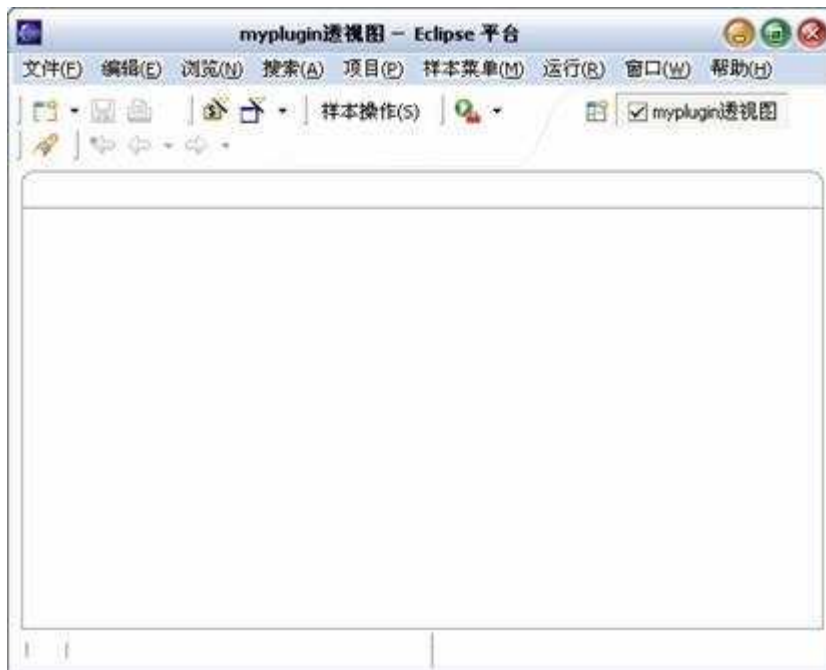 myplugin透视图 - Eclipse 平台
文件(F) 编辑(E) 浏览(N) 搜索(A) 项目(P) 样本菜单(M) 运行(R) 窗口(W) 帮助(H)
样本操作(S) myplugin透视图